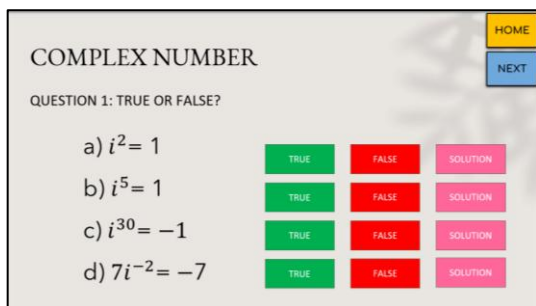 HOME
COMPLEX NUMBER
NEXT
QUESTION 1: TRUE OR FALSE?
a) 𝑖²= 1
TRUE FALSE SOLUTION
b) 𝑖⁵= 1
TRUE FALSE SOLUTION
c) 𝑖³⁰= −1
TRUE FALSE SOLUTION
d) 7𝑖⁻²= −7
TRUE FALSE SOLUTION